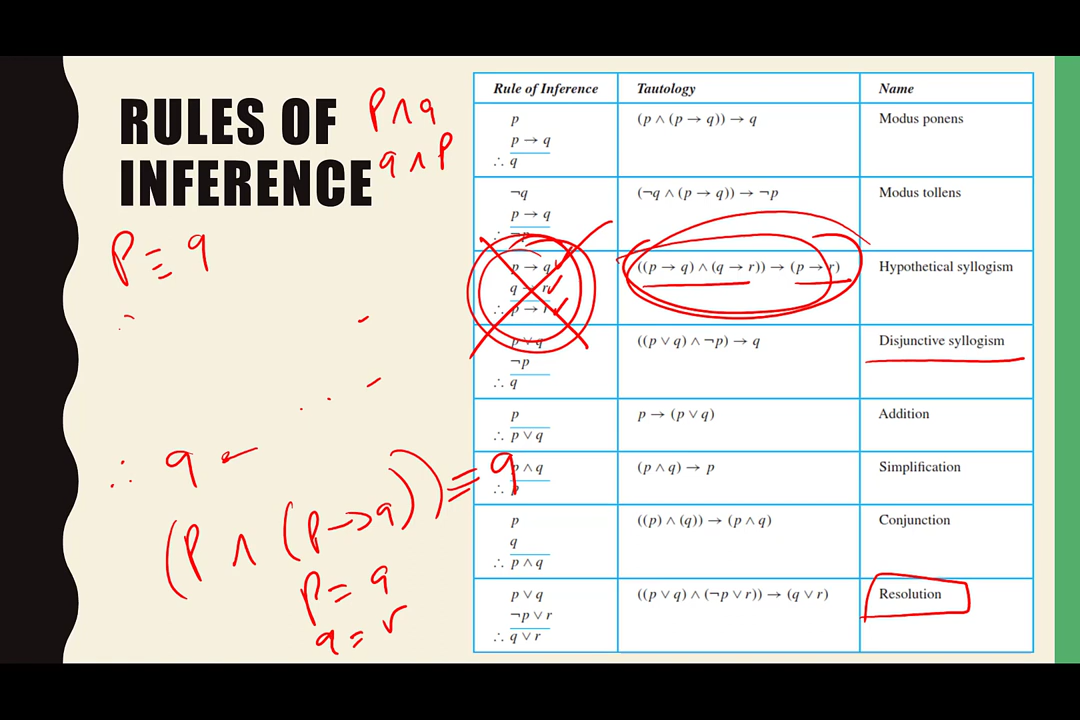 RULES OF
INFERENCE
p ∧ q
q ∧ p
p ≡ q
∴ q ←
(p ∧ (p → q)) ≡ q
p = q
q = r
Rule of Inference Tautology Name
p
p → q
∴ q
(p ∧ (p → q)) → q
Modus ponens
¬q
p → q
∴ ¬p
(¬q ∧ (p → q)) → ¬p
Modus tollens
p → q
q → r
∴ p → r
((p → q) ∧ (q → r)) → (p → r)
Hypothetical syllogism
p ∨ q
¬p
∴ q
((p ∨ q) ∧ ¬p) → q
Disjunctive syllogism
p
∴ p ∨ q
p → (p ∨ q)
Addition
p ∧ q
∴ p
(p ∧ q) → p
Simplification
p
q
∴ p ∧ q
((p) ∧ (q)) → (p ∧ q)
Conjunction
p ∨ q
¬p ∨ r
∴ q ∨ r
((p ∨ q) ∧ (¬p ∨ r)) → (q ∨ r)
Resolution